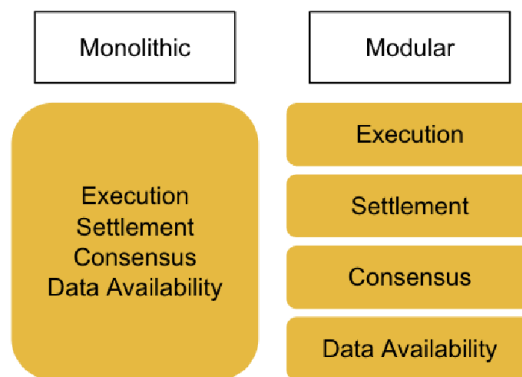 Monolithic
Execution
Settlement
Consensus
Data Availability
Modular
Execution
Settlement
Consensus
Data Availability